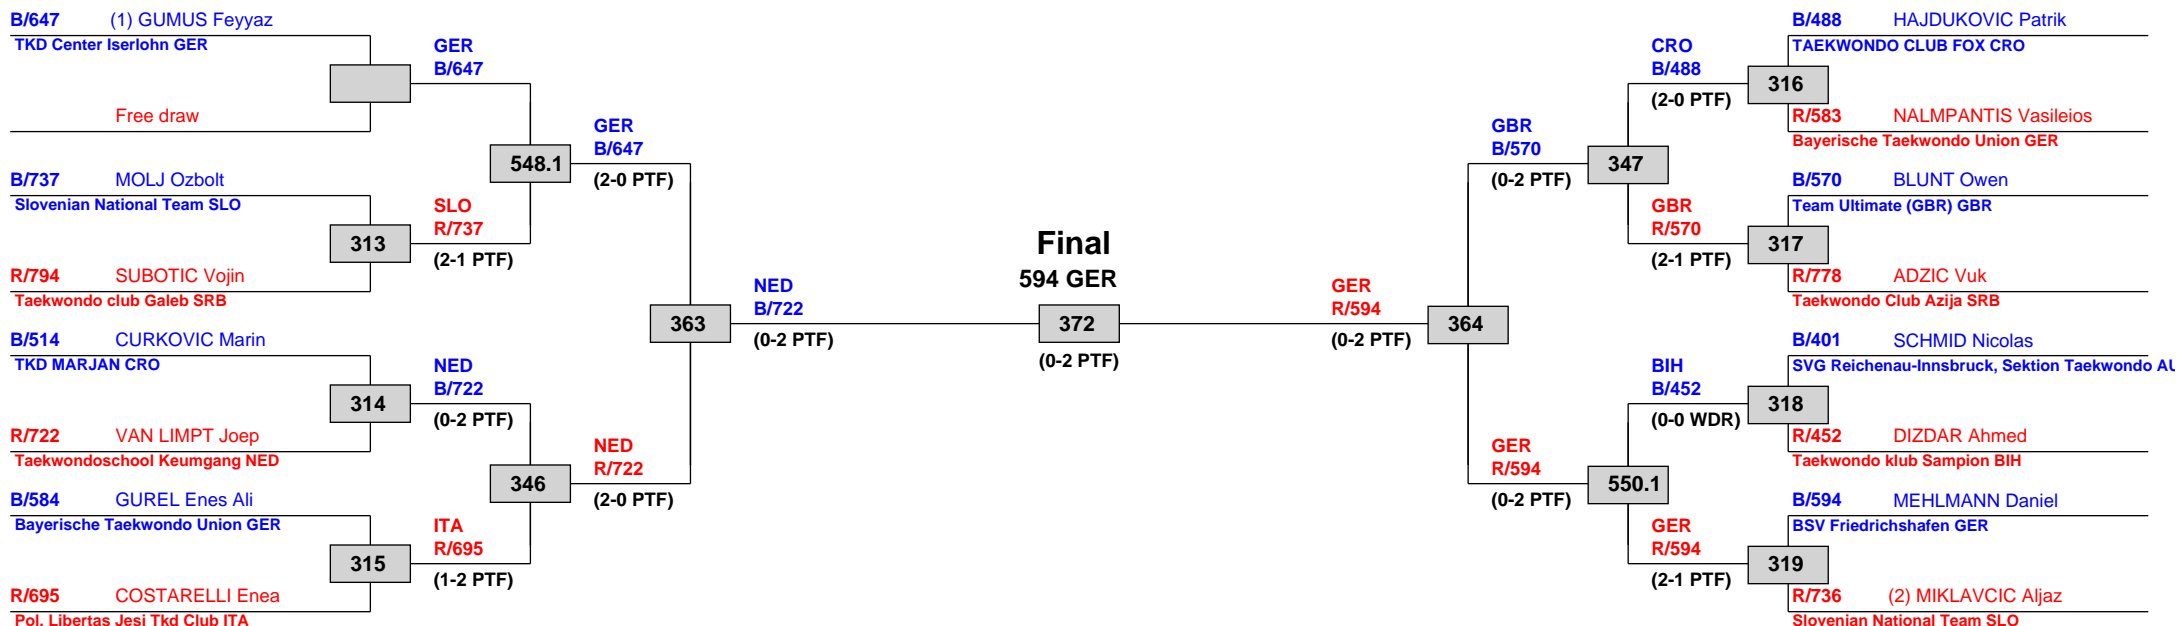 B/647 (1) GUMUS Feyyaz
TKD Center Iserlohn GER
Free draw
B/737 MOLJ Ozbolt
Slovenian National Team SLO
313
R/794 SUBOTIC Vojin
Taekwondo club Galeb SRB
B/514 CURKOVIC Marin
TKD MARJAN CRO
314
R/722 VAN LIMPT Joep
Taekwondoschool Keumgang NED
B/584 GUREL Enes Ali
Bayerische Taekwondo Union GER
315
R/695 COSTARELLI Enea
Pol. Libertas Jesi Tkd Club ITA
GER
B/647
548.1
SLO
R/737
(2-1 PTF)
NED
B/722
(0-2 PTF)
346
ITA
R/695
(1-2 PTF)
GER
B/647
(2-0 PTF)
363
NED
R/722
(2-0 PTF)
NED
B/722
(0-2 PTF)
Final
594 GER
372
(0-2 PTF)
GER
R/594
(0-2 PTF)
364
GBR
B/570
(0-2 PTF)
GER
R/594
(0-2 PTF)
CRO
B/488
(2-0 PTF)
347
GBR
R/570
(2-1 PTF)
BIH
B/452
(0-0 WDR)
550.1
GER
R/594
(2-1 PTF)
B/488 HAJDUKOVIC Patrik
TAEKWONDO CLUB FOX CRO
316
R/583 NALMPANTIS Vasileios
Bayerische Taekwondo Union GER
B/570 BLUNT Owen
Team Ultimate (GBR) GBR
317
R/778 ADZIC Vuk
Taekwondo Club Azija SRB
B/401 SCHMID Nicolas
SVG Reichenau-Innsbruck, Sektion Taekwondo AU
318
R/452 DIZDAR Ahmed
Taekwondo klub Sampion BIH
B/594 MEHLMANN Daniel
BSV Friedrichshafen GER
319
R/736 (2) MIKLAVCIC Aljaz
Slovenian National Team SLO